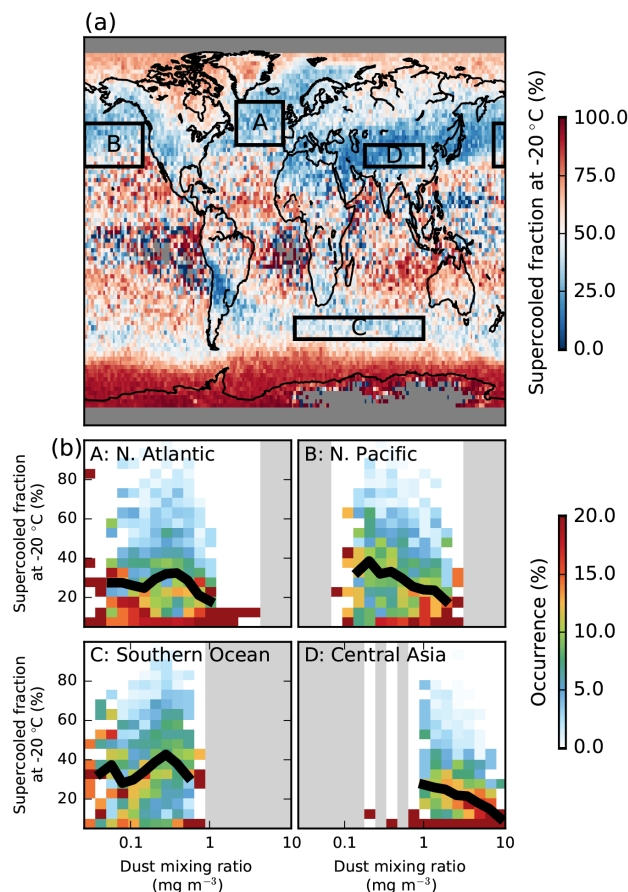 (a)
A
B
D
C
100.0
75.0
50.0
25.0
0.0
Supercooled fraction at -20 °C (%)
(b)
A: N. Atlantic
B: N. Pacific
80
60
40
20
Supercooled fraction
at -20 °C (%)
C: Southern Ocean
D: Central Asia
80
60
40
20
Supercooled fraction
at -20 °C (%)
0.1
1
10
0.1
1
10
Dust mixing ratio
(mg m⁻³)
Dust mixing ratio
(mg m⁻³)
20.0
15.0
10.0
5.0
0.0
Occurrence (%)